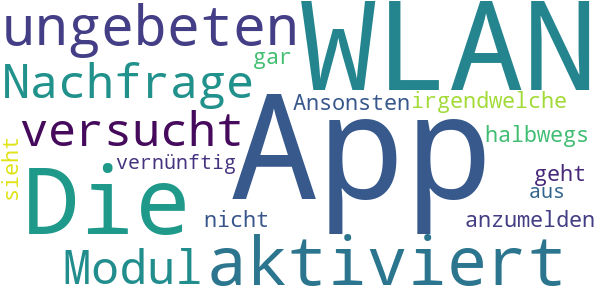 ungebeten WLAN
gar
Nachfrage
Ansonsten irgendwelche
App
versucht
halbwegs
sieht
vernünftig
Die
geht
aus
nicht
anzumelden
Modul aktiviert